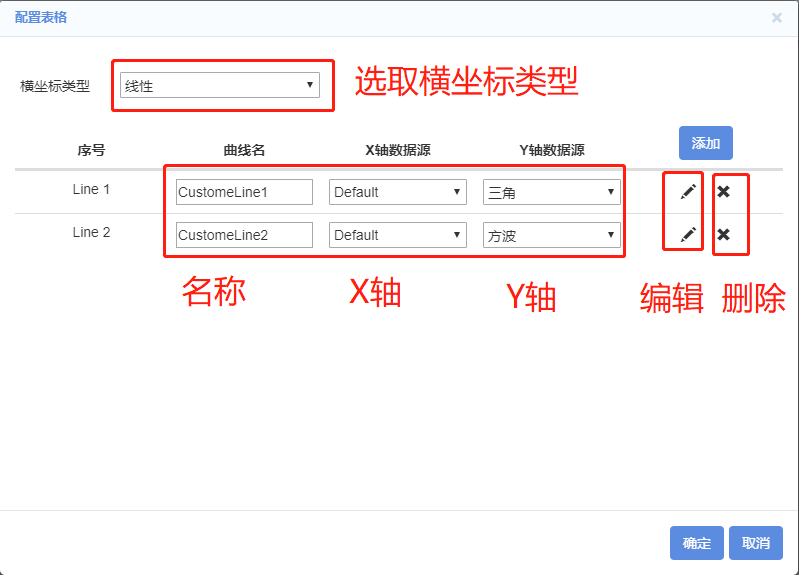 配置表格
横坐标类型 线性 选取横坐标类型
添加
序号 曲线名 X轴数据源 Y轴数据源
Line 1 CustomeLine1 Default 三角
Line 2 CustomeLine2 Default 方波
名称 X轴 Y轴 编辑 删除
确定 取消